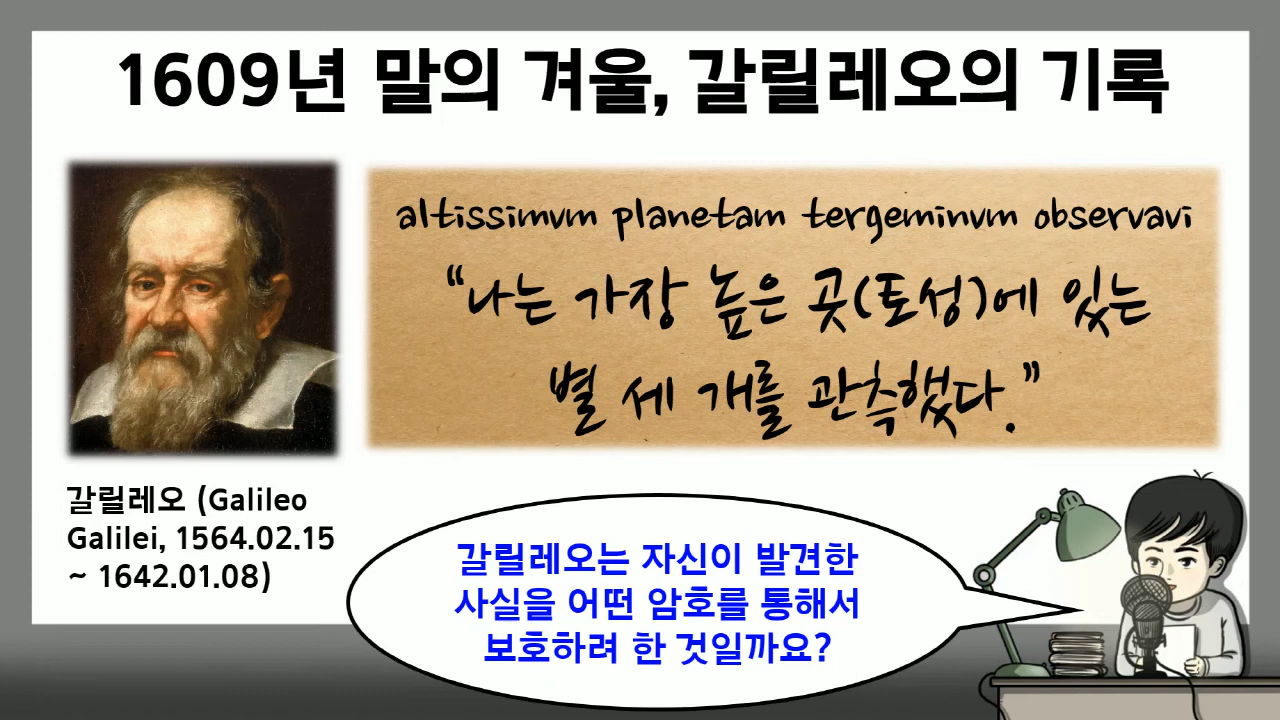 1609년 말의 겨울, 갈릴레오의 기록
altissimvm planetam tergeminvm observavi
“나는 가장 높은 곳(토성)에 있는
별 세 개를 관측했다.”
갈릴레오 (Galileo
Galilei, 1564.02.15
~ 1642.01.08)
갈릴레오는 자신이 발견한
사실을 어떤 암호를 통해서
보호하려 한 것일까요?